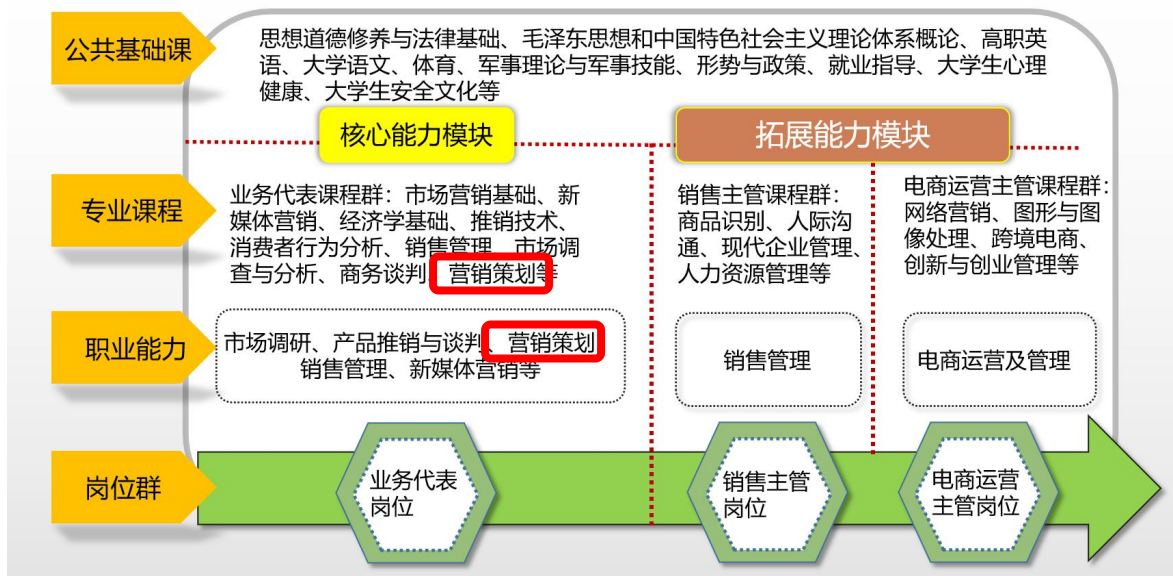 公共基础课
思想道德修养与法律基础、毛泽东思想和中国特色社会主义理论体系概论、高职英
语、大学语文、体育、军事理论与军事技能、形势与政策、就业指导、大学生心理
健康、大学生安全文化等
核心能力模块
拓展能力模块
专业课程
业务代表课程群：市场营销基础、新
媒体营销、经济学基础、推销技术、
消费者行为分析、销售管理、市场调
查与分析、商务谈判、营销策划等
销售主管课程群：
商品识别、人际沟
通、现代企业管理、
人力资源管理等
电商运营主管课程群：
网络营销、图形与图
像处理、跨境电商、
创新与创业管理等
职业能力
市场调研、产品推销与谈判、营销策划
销售管理、新媒体营销等
销售管理
电商运营及管理
岗位群
业务代表
岗位
销售主管
岗位
电商运营
主管岗位